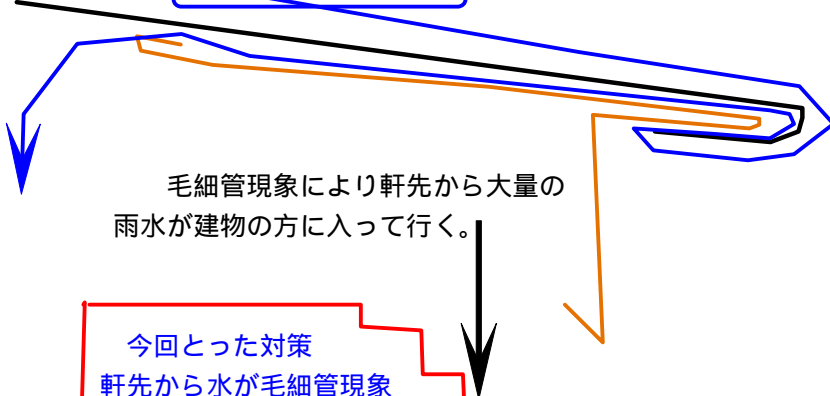 毛細管現象により軒先から大量の
雨水が建物の方に入って行く。
今回とった対策
軒先から水が毛細管現象